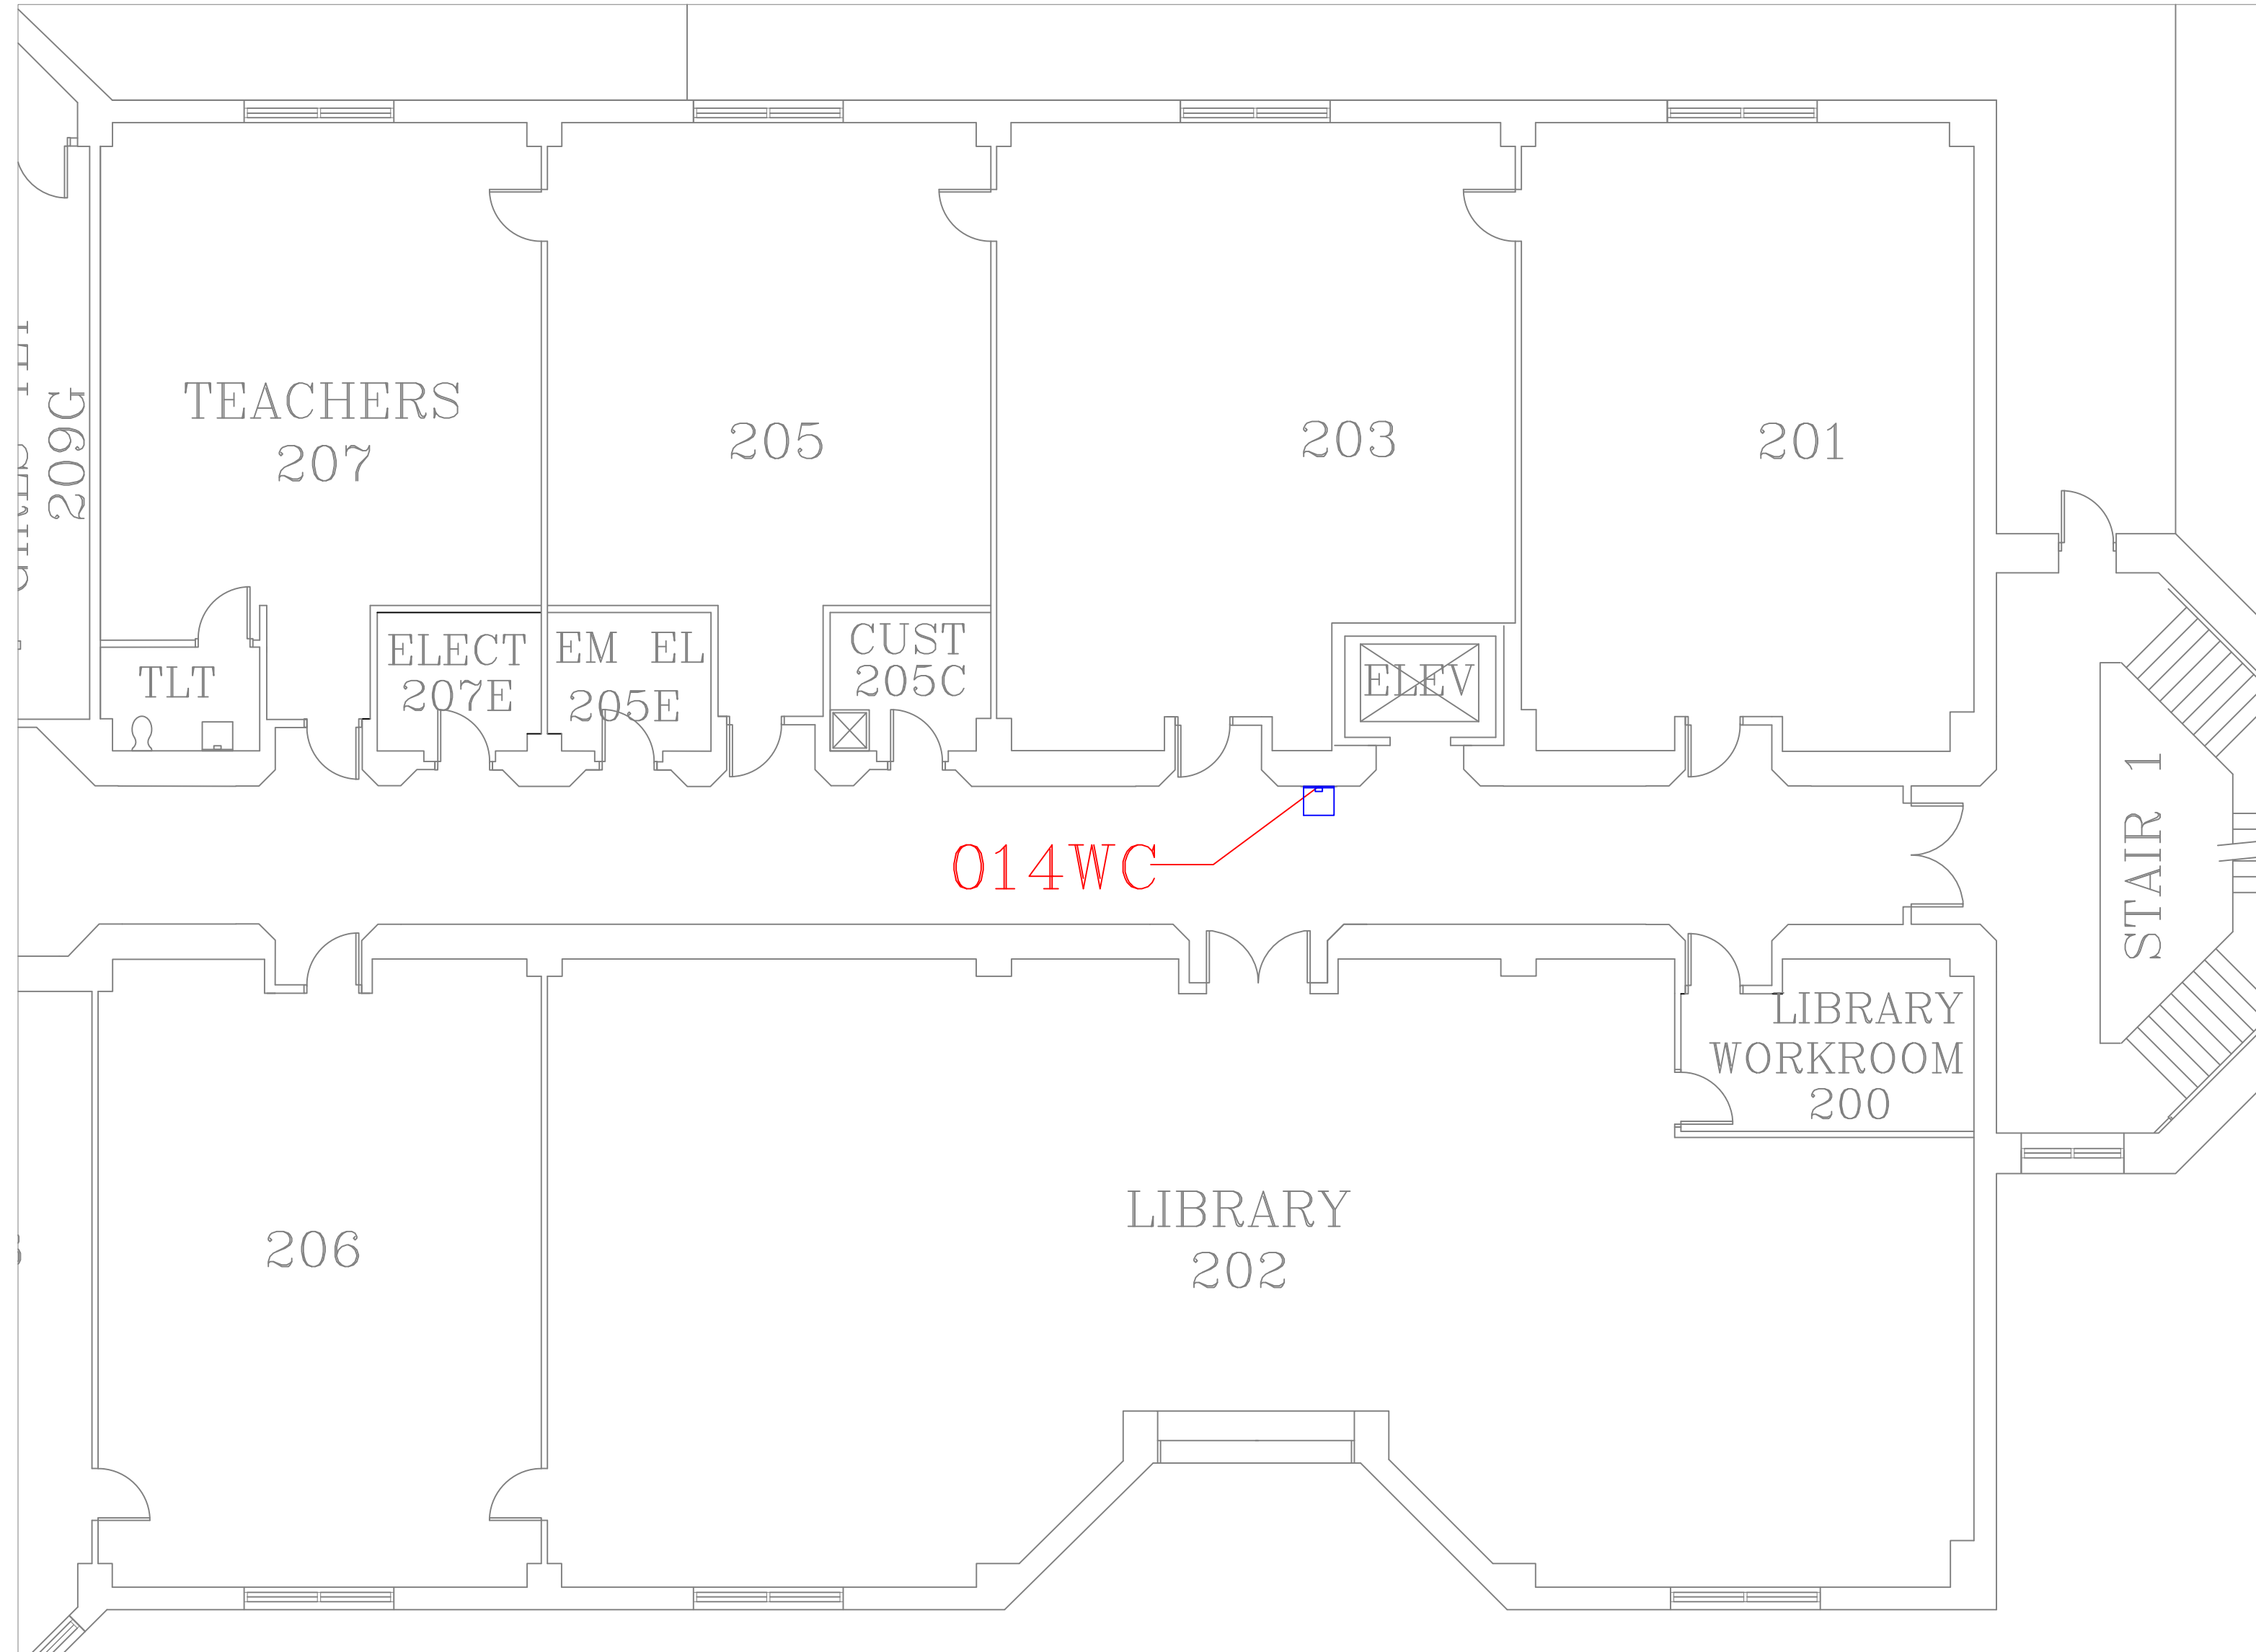 209G
TEACHERS
207
205
203
201
TLT
ELECT
207E
EM EL
205E
CUST
205C
ELEV
014WC
STAIR 1
LIBRARY
WORKROOM
200
206
LIBRARY
202